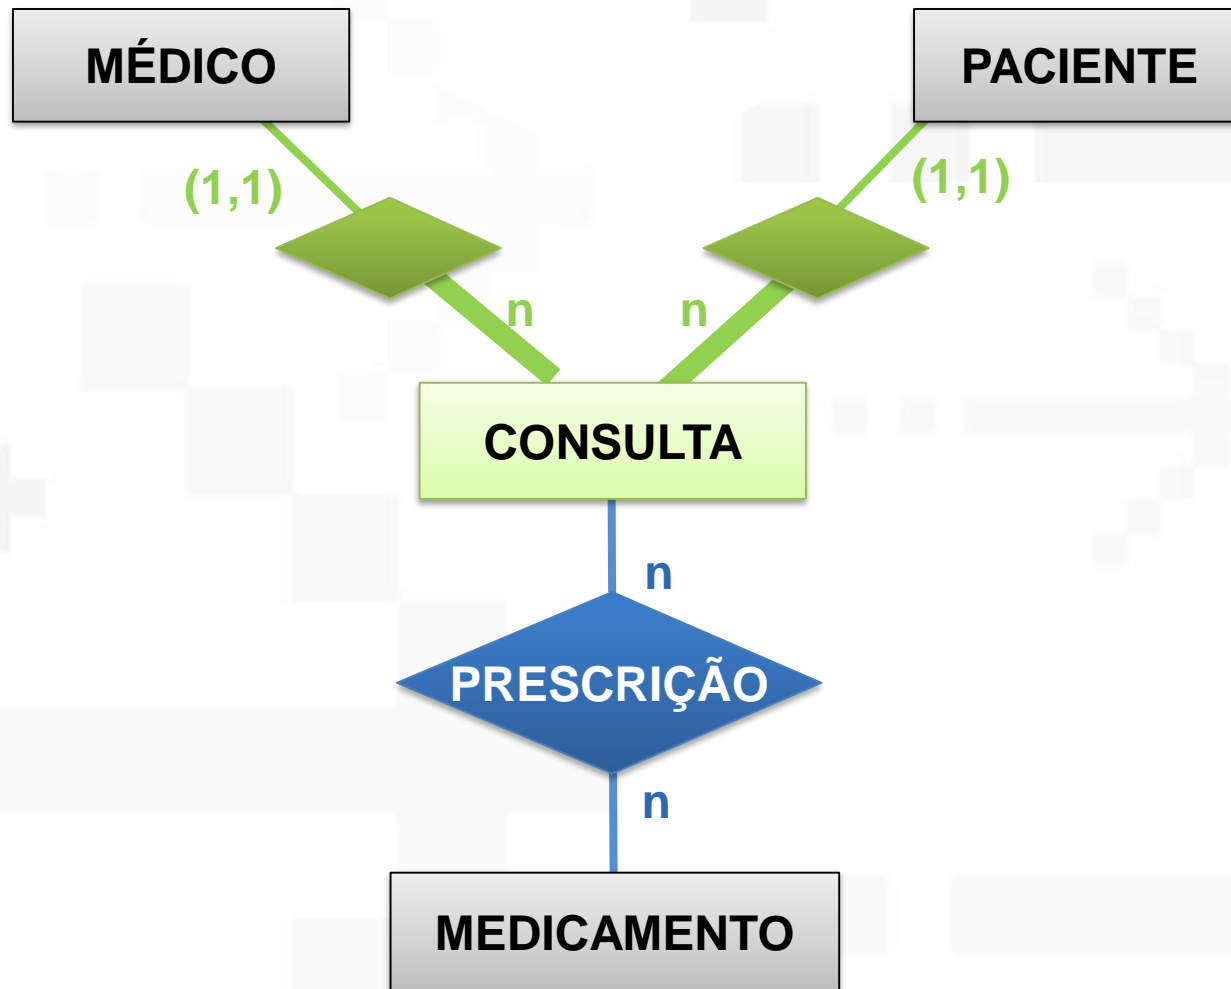 MÉDICO
PACIENTE
(1,1)
(1,1)
n
n
CONSULTA
n
PRESCRIÇÃO
n
MEDICAMENTO